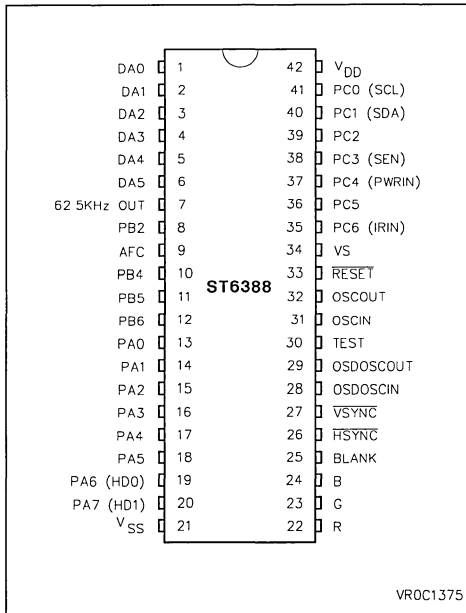 DA0 1 42 VDD
DA1 2 41 PC0 (SCL)
DA2 3 40 PC1 (SDA)
DA3 4 39 PC2
DA4 5 38 PC3 (SEN)
DA5 6 37 PC4 (PWRIN)
62 5KHz OUT 7 36 PC5
PB2 8 35 PC6 (IRIN)
AFC 9 34 VS
PB4 10 33 RESET
PB5 11 ST6388 32 OSCOUT
PB6 12 31 OSCIN
PA0 13 30 TEST
PA1 14 29 OSDOSCOUT
PA2 15 28 OSDOSCIN
PA3 16 27 VSYNC
PA4 17 26 HSYNC
PA5 18 25 BLANK
PA6 (HD0) 19 24 B
PA7 (HD1) 20 23 G
VSS 21 22 R
VR0C1375